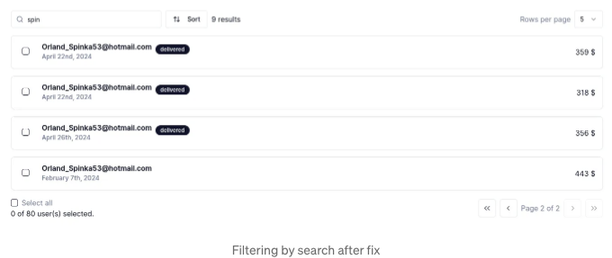 spin
Sort
9 results
Rows per page
5
Orland_Spinka53@hotmail.com delivered
April 22nd, 2024
359 $
Orland_Spinka53@hotmail.com delivered
April 22nd, 2024
318 $
Orland_Spinka53@hotmail.com delivered
April 26th, 2024
356 $
Orland_Spinka53@hotmail.com
February 7th, 2024
443 $
Select all
0 of 80 user(s) selected.
Page 2 of 2
Filtering by search after fix